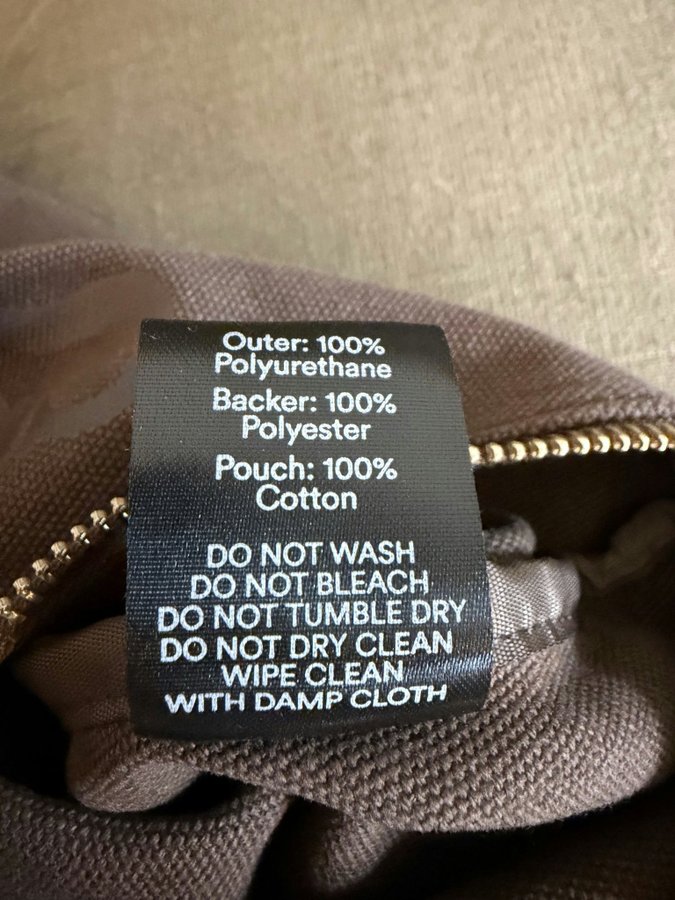 Outer: 100%
Polyurethane
Backer: 100%
Polyester
Pouch: 100%
Cotton
DO NOT WASH
DO NOT BLEACH
DO NOT TUMBLE DRY
DO NOT DRY CLEAN
WIPE CLEAN
WITH DAMP CLOTH